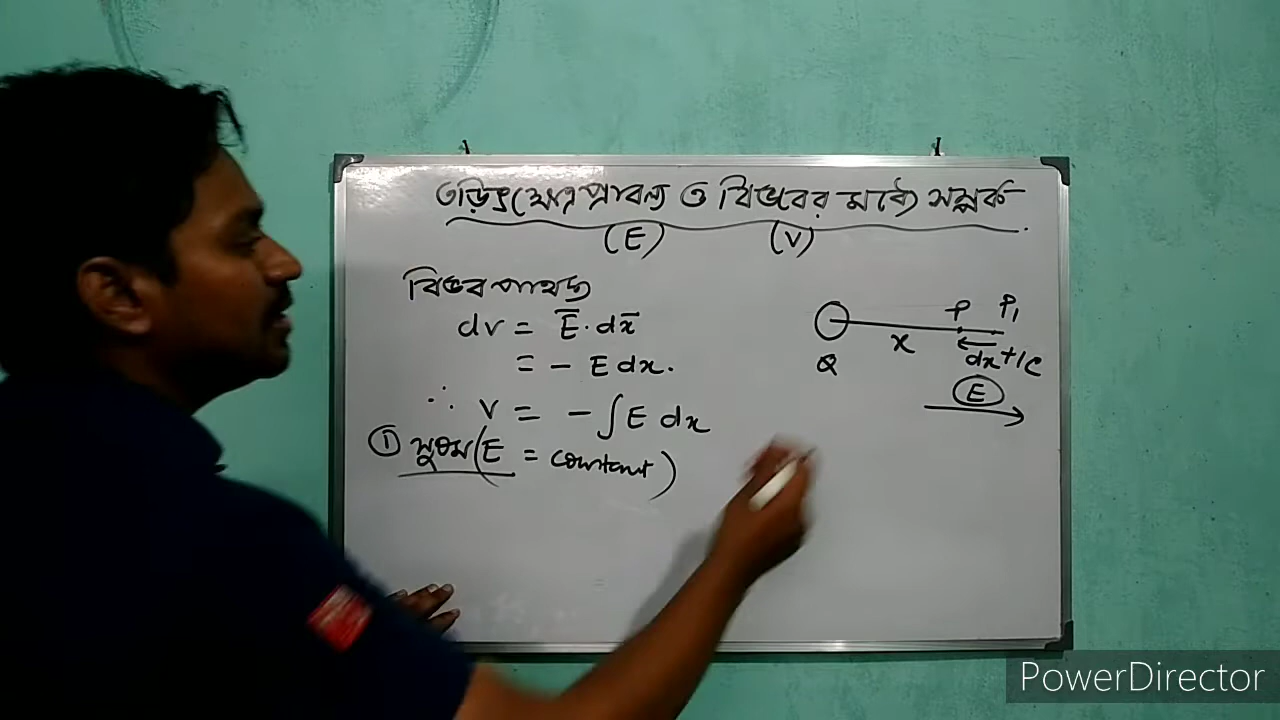 তড়িৎক্ষেত্র প্রাবল্য ও বিভবের মধ্যে সম্পর্ক
(E) (V)
বিভব পার্থক্য
dv = E̅ . dx̅
= - E dx.
∴ v = - ∫ E dx
① সুষম (E = constant)
P P₁
x
Q dx +1C
E
PowerDirector